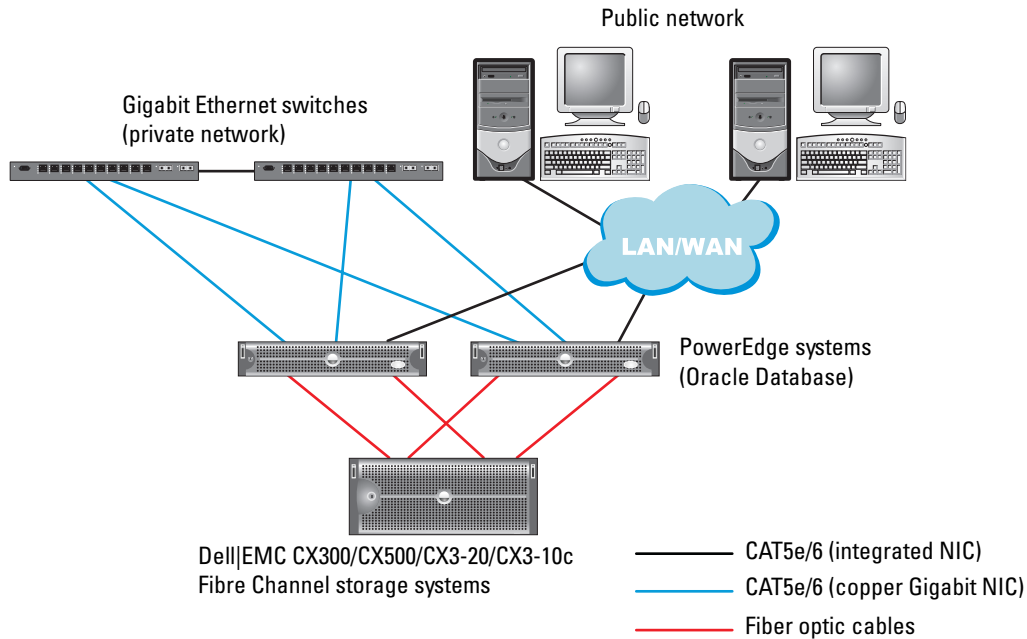 Public network
Gigabit Ethernet switches
(private network)
LAN/WAN
PowerEdge systems
(Oracle Database)
Dell|EMC CX300/CX500/CX3-20/CX3-10c
Fibre Channel storage systems
CAT5e/6 (integrated NIC)
CAT5e/6 (copper Gigabit NIC)
Fiber optic cables